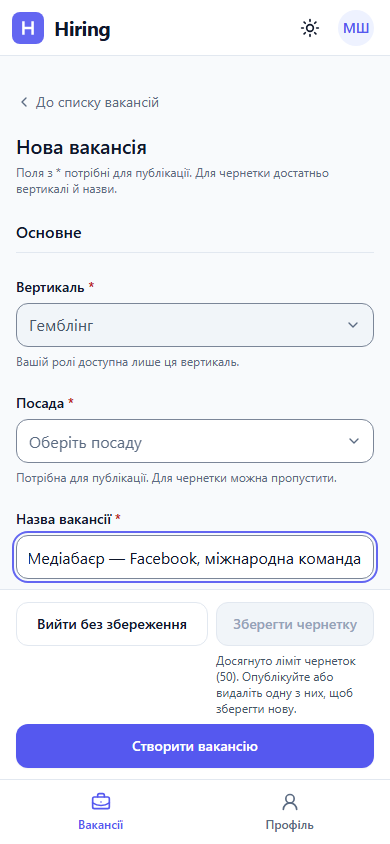 H Hiring
МШ
До списку вакансій
Нова вакансія
Поля з * потрібні для публікації. Для чернетки достатньо
вертикалі й назви.
Основне
Вертикаль *
Гемблінг
Вашій ролі доступна лише ця вертикаль.
Посада *
Оберіть посаду
Потрібна для публікації. Для чернетки можна пропустити.
Назва вакансії *
Медіабаєр — Facebook, міжнародна команда
Вийти без збереження
Зберегти чернетку
Досягнуто ліміт чернеток
(50). Опублікуйте або
видаліть одну з них, щоб
зберегти нову.
Створити вакансію
Вакансії
Профіль